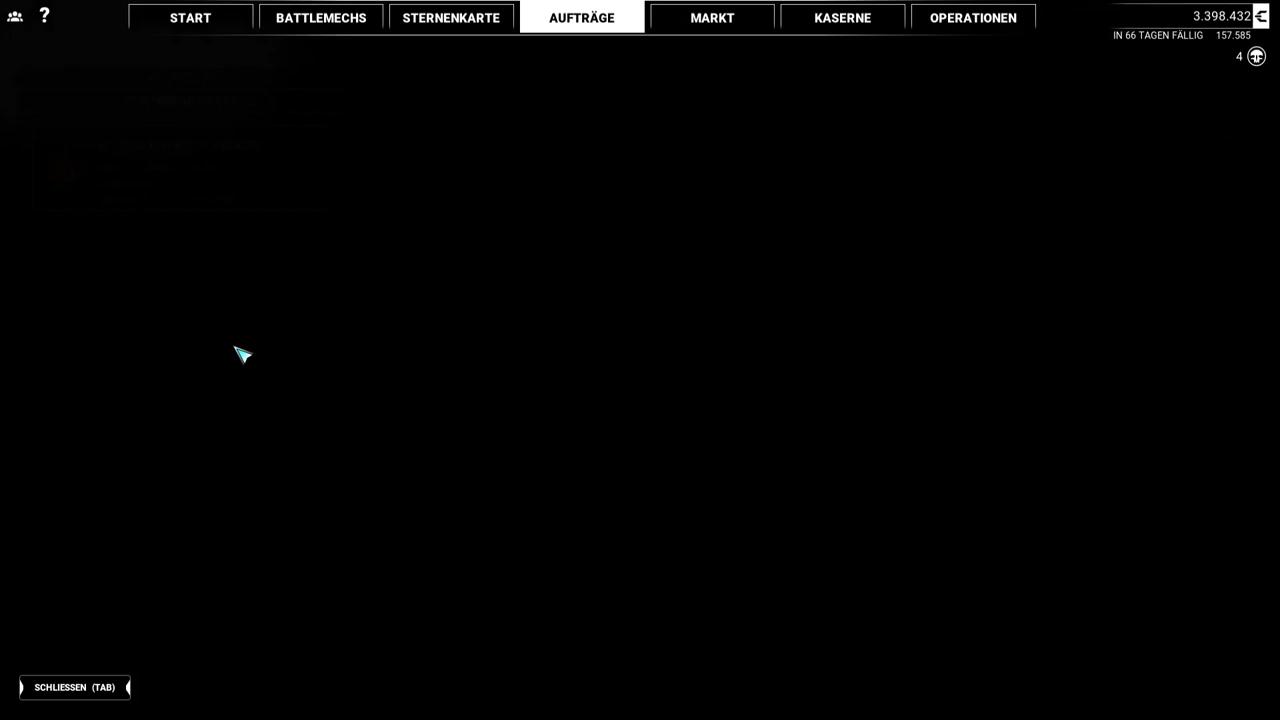 ?
START
BATTLEMECHS
STERNENKARTE
AUFTRÄGE
MARKT
KASERNE
OPERATIONEN
3.398.432
IN 66 TAGEN FÄLLIG 157.585
4
SCHLIESSEN (TAB)